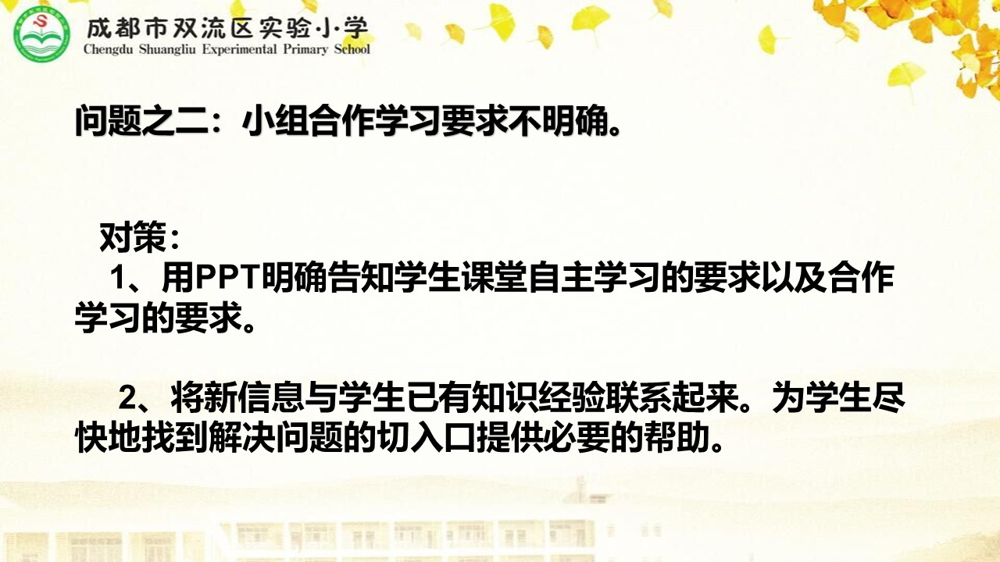 成都市双流区实验小学
Chengdu Shuangliu Experimental Primary School
问题之二：小组合作学习要求不明确。
对策：
1、用PPT明确告知学生课堂自主学习的要求以及合作
学习的要求。
2、将新信息与学生已有知识经验联系起来。为学生尽
快地找到解决问题的切入口提供必要的帮助。